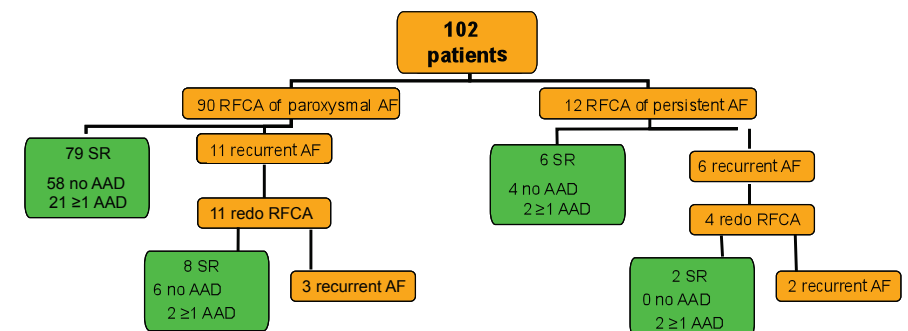 102
patients
90 RFCA of paroxysmal AF
12 RFCA of persistent AF
79 SR
58 no AAD
21 ≥1 AAD
11 recurrent AF
11 redo RFCA
8 SR
6 no AAD
2 ≥1 AAD
3 recurrent AF
6 SR
4 no AAD
2 ≥1 AAD
6 recurrent AF
4 redo RFCA
2 SR
0 no AAD
2 ≥1 AAD
2 recurrent AF